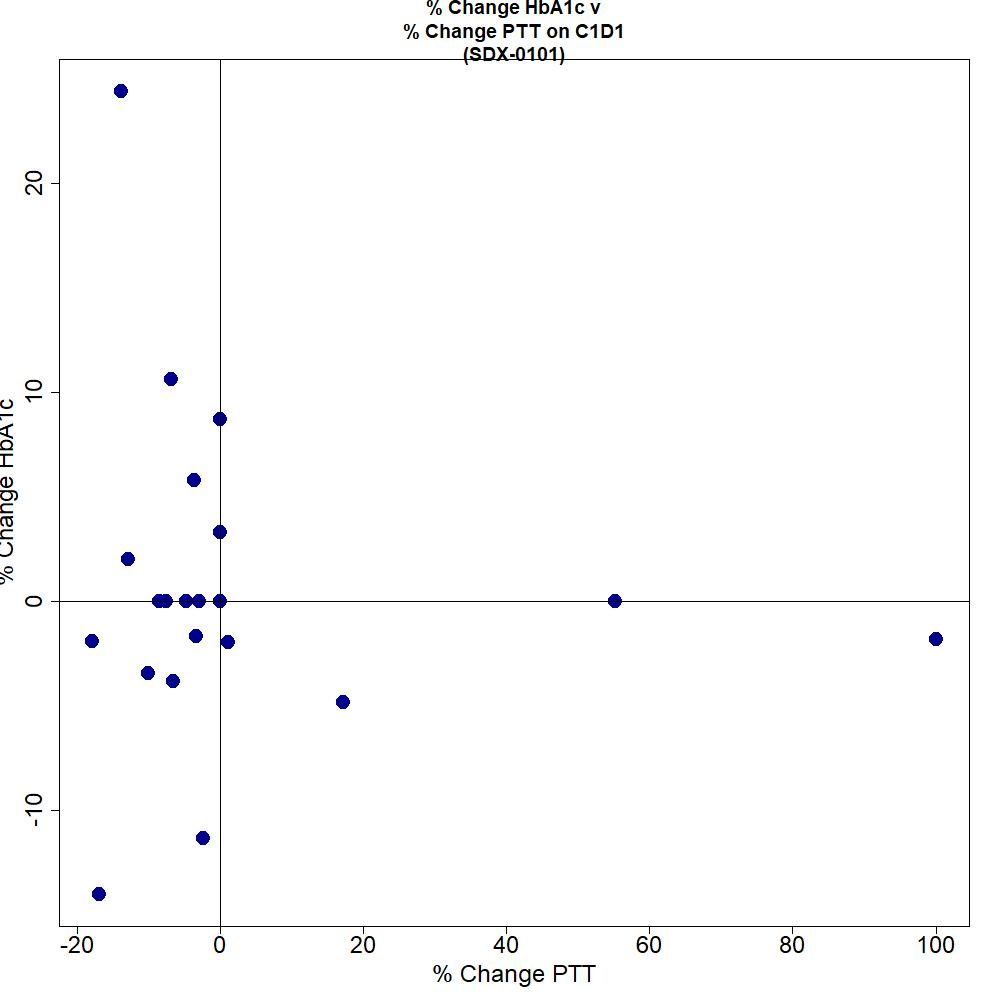 % Change HbA1c v
% Change PTT on C1D1
(SDX-0101)
20
10
0
-10
% Change HbA1c
-20 0 20 40 60 80 100
% Change PTT